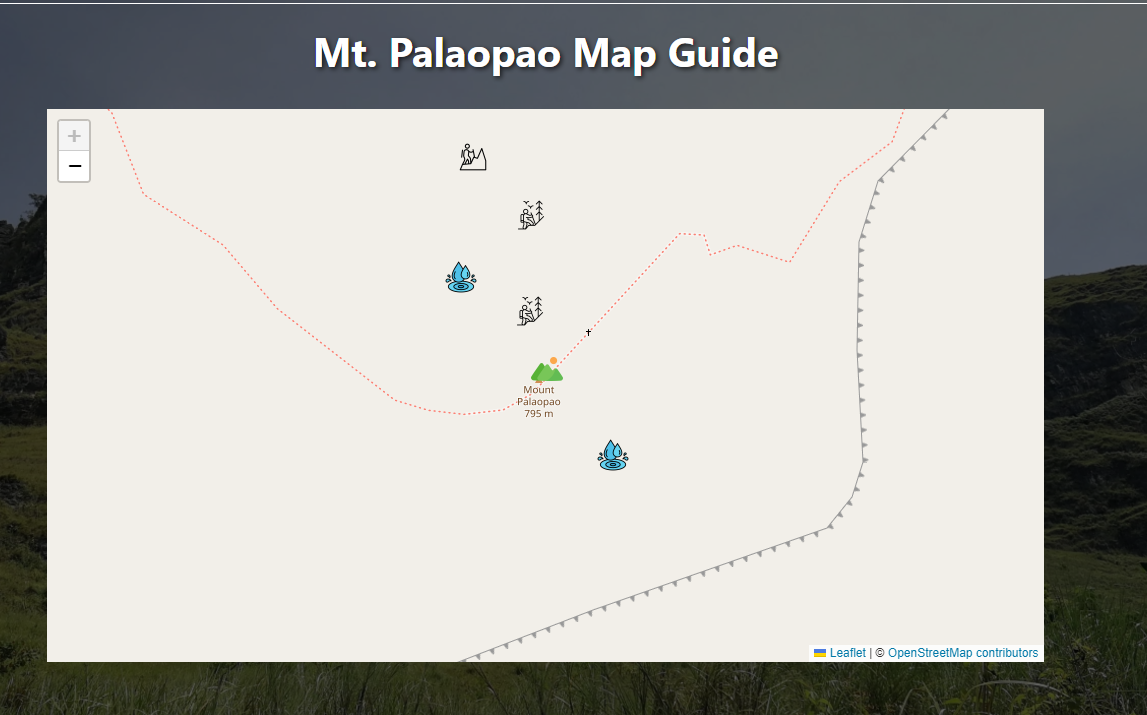 Mt. Palaopao Map Guide
+
−
Mount
Palaopao
795 m
Leaflet | © OpenStreetMap contributors